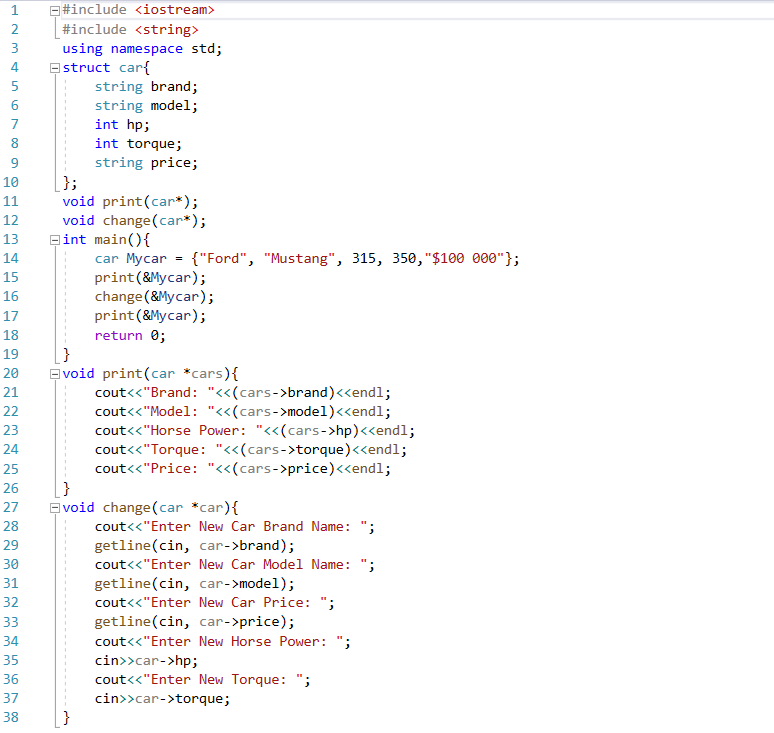 1 #include <iostream>
2 #include <string>
3 using namespace std;
4 struct car{
5 string brand;
6 string model;
7 int hp;
8 int torque;
9 string price;
10 };
11 void print(car*);
12 void change(car*);
13 int main(){
14 car Mycar = {"Ford", "Mustang", 315, 350,"$100 000"};
15 print(&Mycar);
16 change(&Mycar);
17 print(&Mycar);
18 return 0;
19 }
20 void print(car *cars){
21 cout<<"Brand: "<<(cars->brand)<<endl;
22 cout<<"Model: "<<(cars->model)<<endl;
23 cout<<"Horse Power: "<<(cars->hp)<<endl;
24 cout<<"Torque: "<<(cars->torque)<<endl;
25 cout<<"Price: "<<(cars->price)<<endl;
26 }
27 void change(car *car){
28 cout<<"Enter New Car Brand Name: ";
29 getline(cin, car->brand);
30 cout<<"Enter New Car Model Name: ";
31 getline(cin, car->model);
32 cout<<"Enter New Car Price: ";
33 getline(cin, car->price);
34 cout<<"Enter New Horse Power: ";
35 cin>>car->hp;
36 cout<<"Enter New Torque: ";
37 cin>>car->torque;
38 }